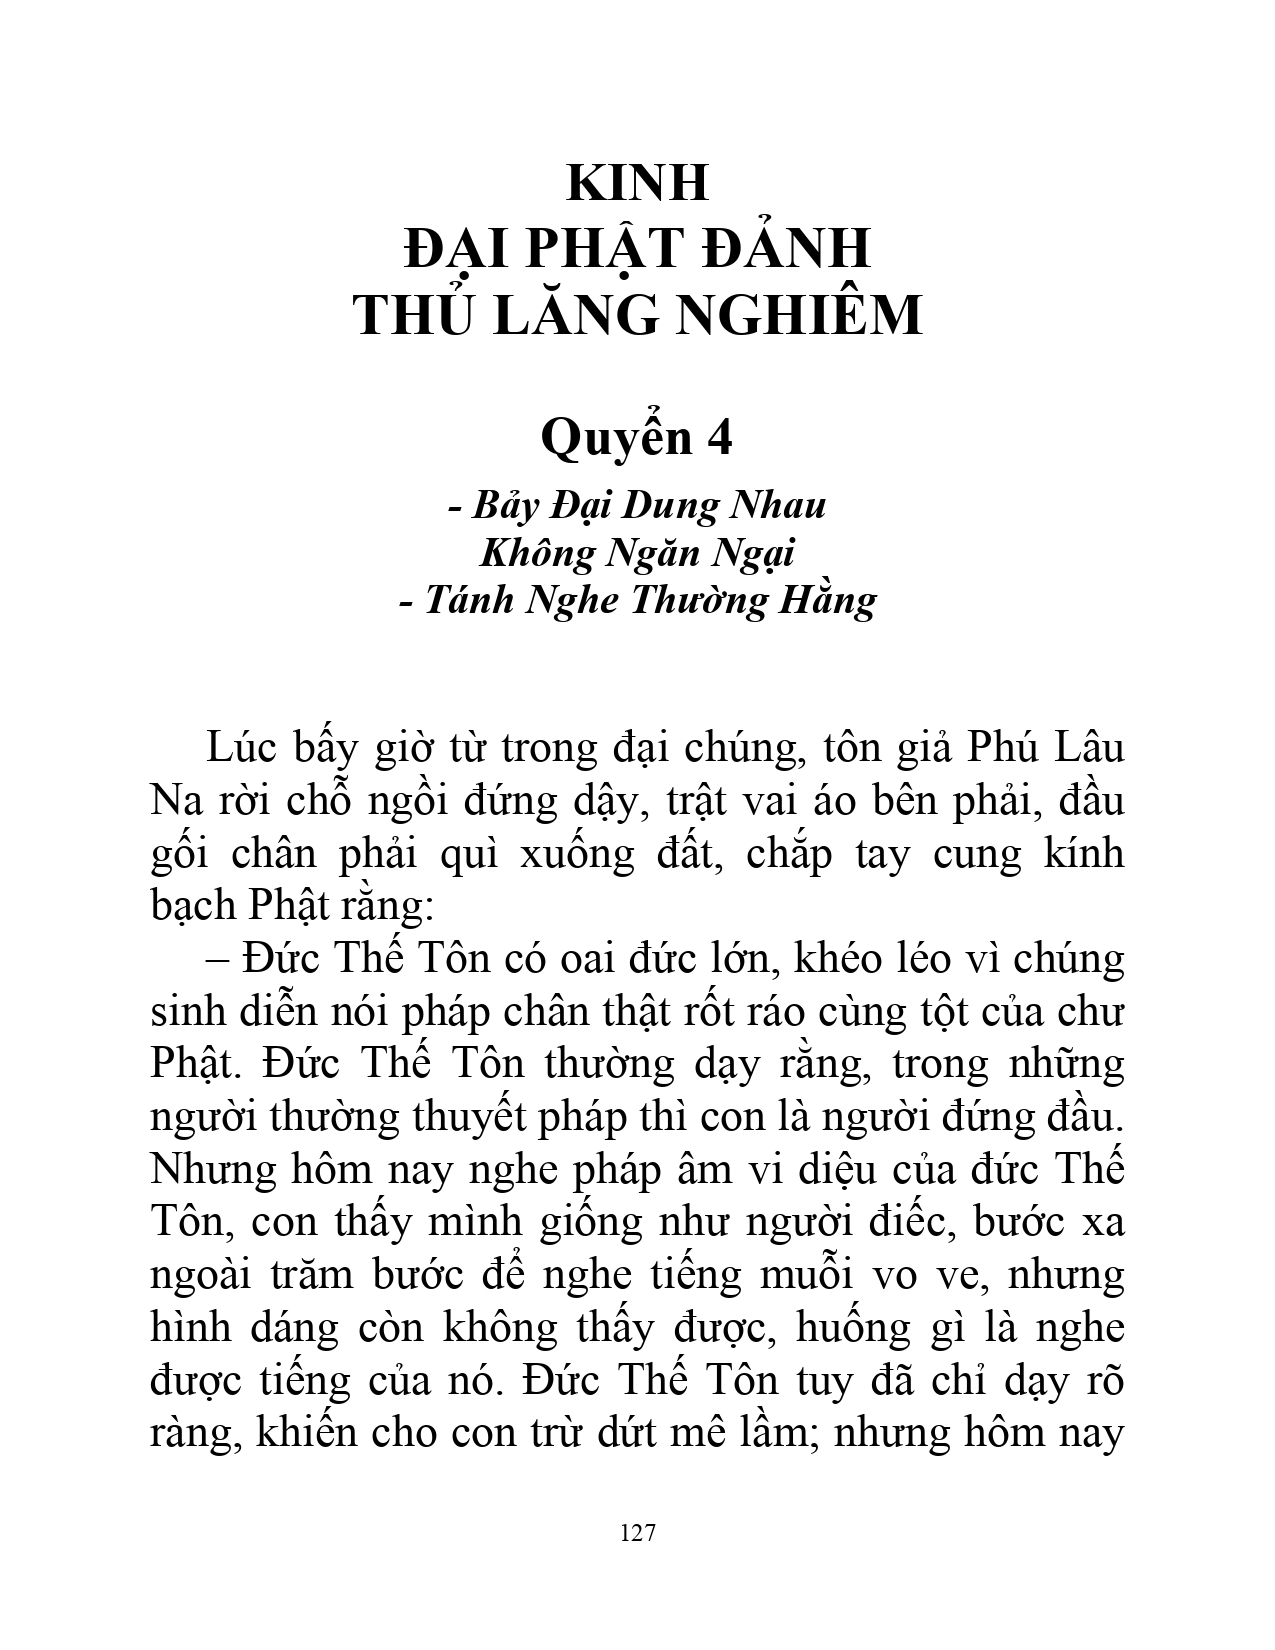 KINH
ĐẠI PHẬT ĐẢNH
THỦ LĂNG NGHIÊM
Quyển 4
- Bảy Đại Dung Nhau
Không Ngăn Ngại
- Tánh Nghe Thường Hằng
Lúc bấy giờ từ trong đại chúng, tôn giả Phú Lâu
Na rời chỗ ngồi đứng dậy, trật vai áo bên phải, đầu
gối chân phải quì xuống đất, chắp tay cung kính
bạch Phật rằng:
– Đức Thế Tôn có oai đức lớn, khéo léo vì chúng
sinh diễn nói pháp chân thật rốt ráo cùng tột của chư
Phật. Đức Thế Tôn thường dạy rằng, trong những
người thường thuyết pháp thì con là người đứng đầu.
Nhưng hôm nay nghe pháp âm vi diệu của đức Thế
Tôn, con thấy mình giống như người điếc, bước xa
ngoài trăm bước để nghe tiếng muỗi vo ve, nhưng
hình dáng còn không thấy được, huống gì là nghe
được tiếng của nó. Đức Thế Tôn tuy đã chỉ dạy rõ
ràng, khiến cho con trừ dứt mê lầm; nhưng hôm nay
127